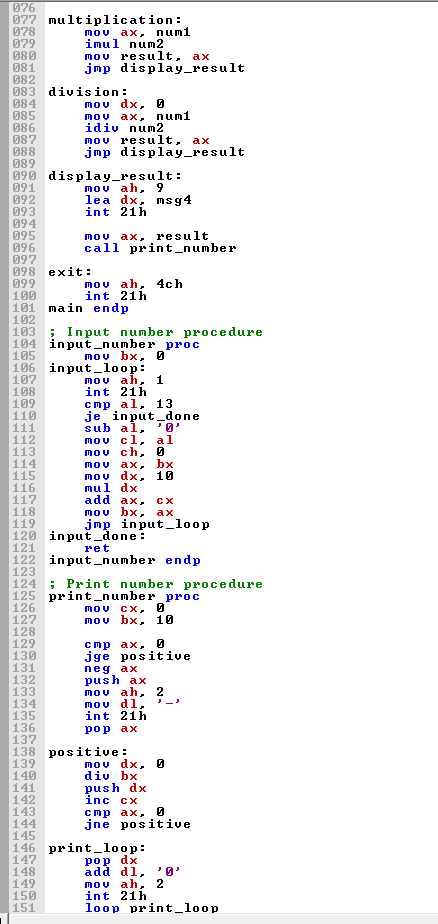 076
077 multiplication:
078     mov ax, num1
079     imul num2
080     mov result, ax
081     jmp display_result
082
083 division:
084     mov dx, 0
085     mov ax, num1
086     idiv num2
087     mov result, ax
088     jmp display_result
089
090 display_result:
091     mov ah, 9
092     lea dx, msg4
093     int 21h
094
095     mov ax, result
096     call print_number
097
098 exit:
099     mov ah, 4ch
100     int 21h
101 main endp
102
103 ; Input number procedure
104 input_number proc
105     mov bx, 0
106 input_loop:
107     mov ah, 1
108     int 21h
109     cmp al, 13
110     je input_done
111     sub al, '0'
112     mov cl, al
113     mov ch, 0
114     mov ax, bx
115     mov dx, 10
116     mul dx
117     add ax, cx
118     mov bx, ax
119     jmp input_loop
120 input_done:
121     ret
122 input_number endp
123
124 ; Print number procedure
125 print_number proc
126     mov cx, 0
127     mov bx, 10
128
129     cmp ax, 0
130     jge positive
131     neg ax
132     push ax
133     mov ah, 2
134     mov dl, '-'
135     int 21h
136     pop ax
137
138 positive:
139     mov dx, 0
140     div bx
141     push dx
142     inc cx
143     cmp ax, 0
144     jne positive
145
146 print_loop:
147     pop dx
148     add dl, '0'
149     mov ah, 2
150     int 21h
151     loop print_loop